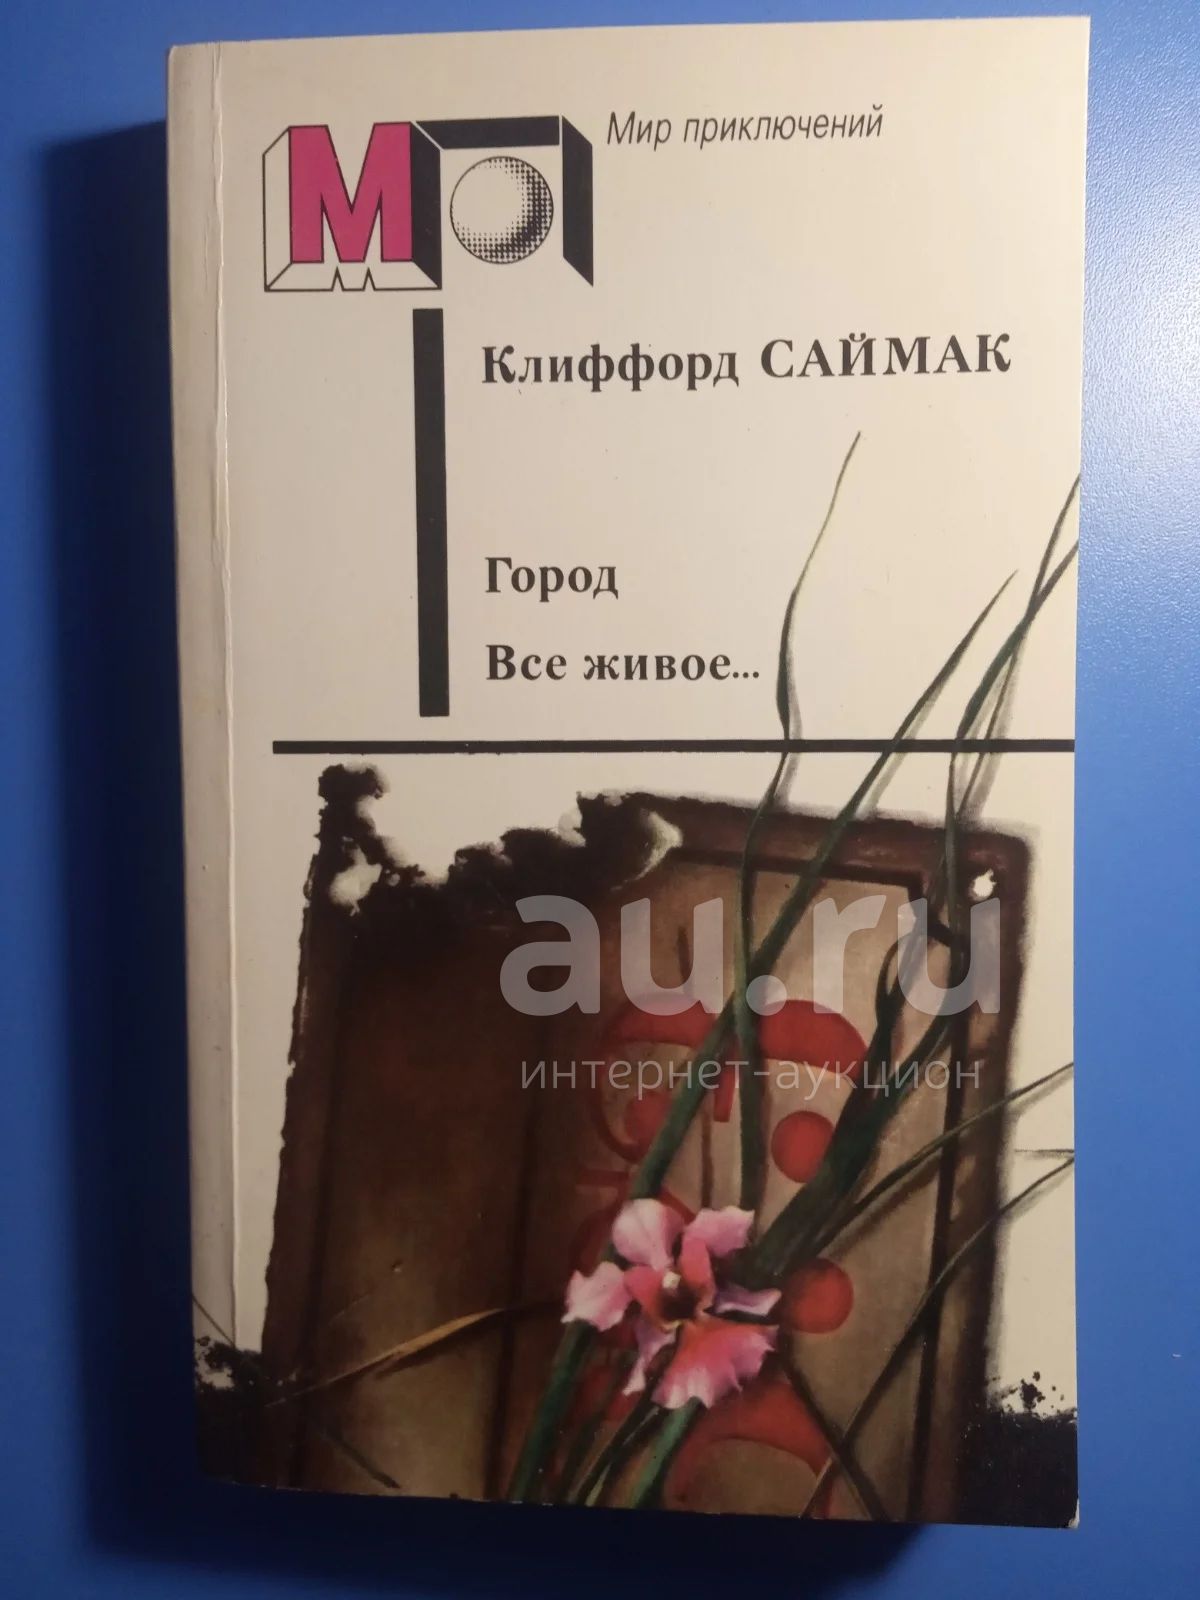 М
П
Мир приключений
Клиффорд САЙМАК
Город
Все живое...
au.ru
интернет-аукцион